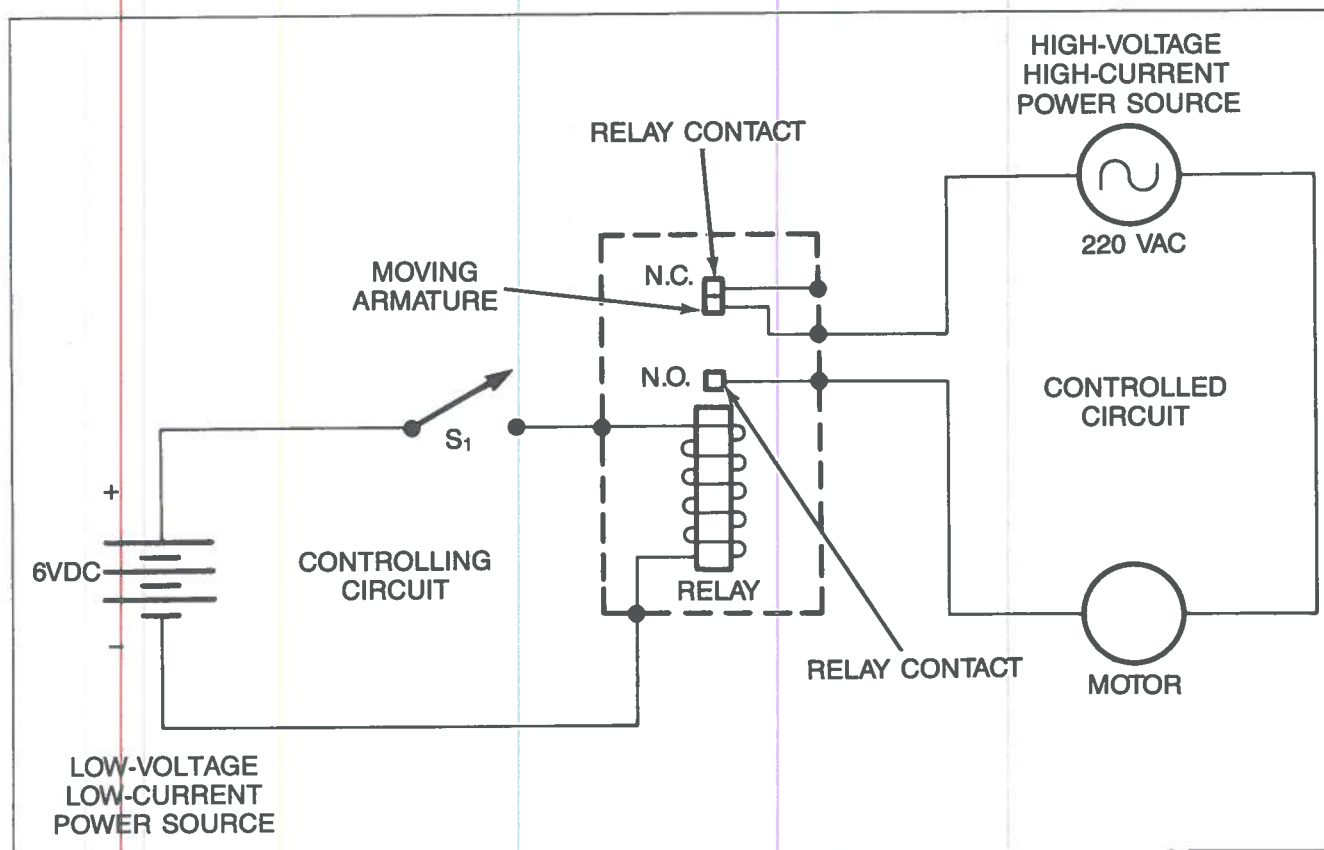 HIGH-VOLTAGE
HIGH-CURRENT
POWER SOURCE
RELAY CONTACT
220 VAC
N.C.
MOVING
ARMATURE
N.O.
CONTROLLED
CIRCUIT
S₁
+
6VDC
CONTROLLING
CIRCUIT
RELAY
−
RELAY CONTACT
MOTOR
LOW-VOLTAGE
LOW-CURRENT
POWER SOURCE